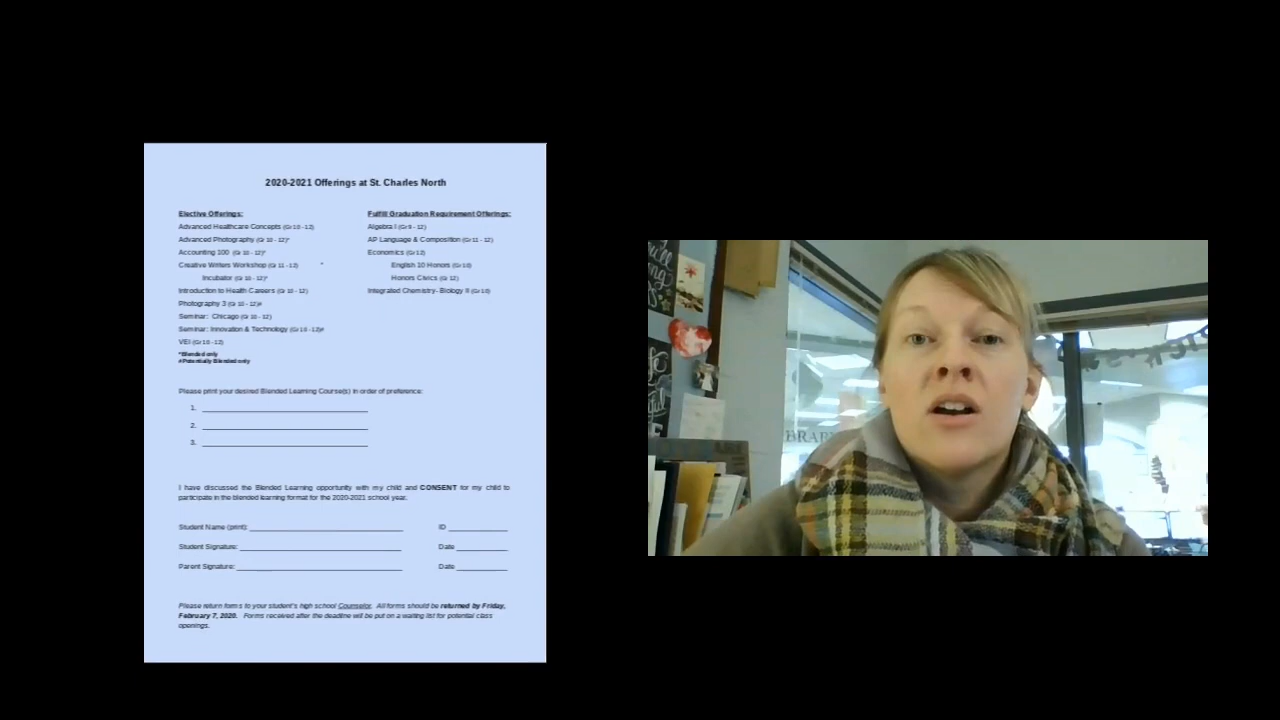 2020-2021 Offerings at St. Charles North
Elective Offerings:
Advanced Healthcare Concepts (Gr 10 - 12)
Advanced Photography (Gr 10 - 12)*
Accounting 100 (Gr 10 - 12)*
Creative Writers Workshop (Gr 11 - 12) *
Incubator (Gr 10 - 12)*
Introduction to Health Careers (Gr 10 - 12)
Photography 3 (Gr 10 - 12)#
Seminar: Chicago (Gr 10 - 12)
Seminar: Innovation & Technology (Gr 10 - 12)#
VEI (Gr 10 - 12)
*Blended only
#Potentially Blended only
Fulfill Graduation Requirement Offerings:
Algebra I (Gr 9 - 12)
AP Language & Composition (Gr 11 - 12)
Economics (Gr 12)
English 10 Honors (Gr 10)
Honors Civics (Gr 12)
Integrated Chemistry- Biology II (Gr 10)
Please print your desired Blended Learning Course(s) in order of preference:
1.
2.
3.
I have discussed the Blended Learning opportunity with my child and CONSENT for my child to
participate in the blended learning format for the 2020-2021 school year.
Student Name (print): ID
Student Signature: Date
Parent Signature: Date
Please return forms to your student's high school Counselor. All forms should be returned by Friday,
February 7, 2020. Forms received after the deadline will be put on a waiting list for potential class
openings.